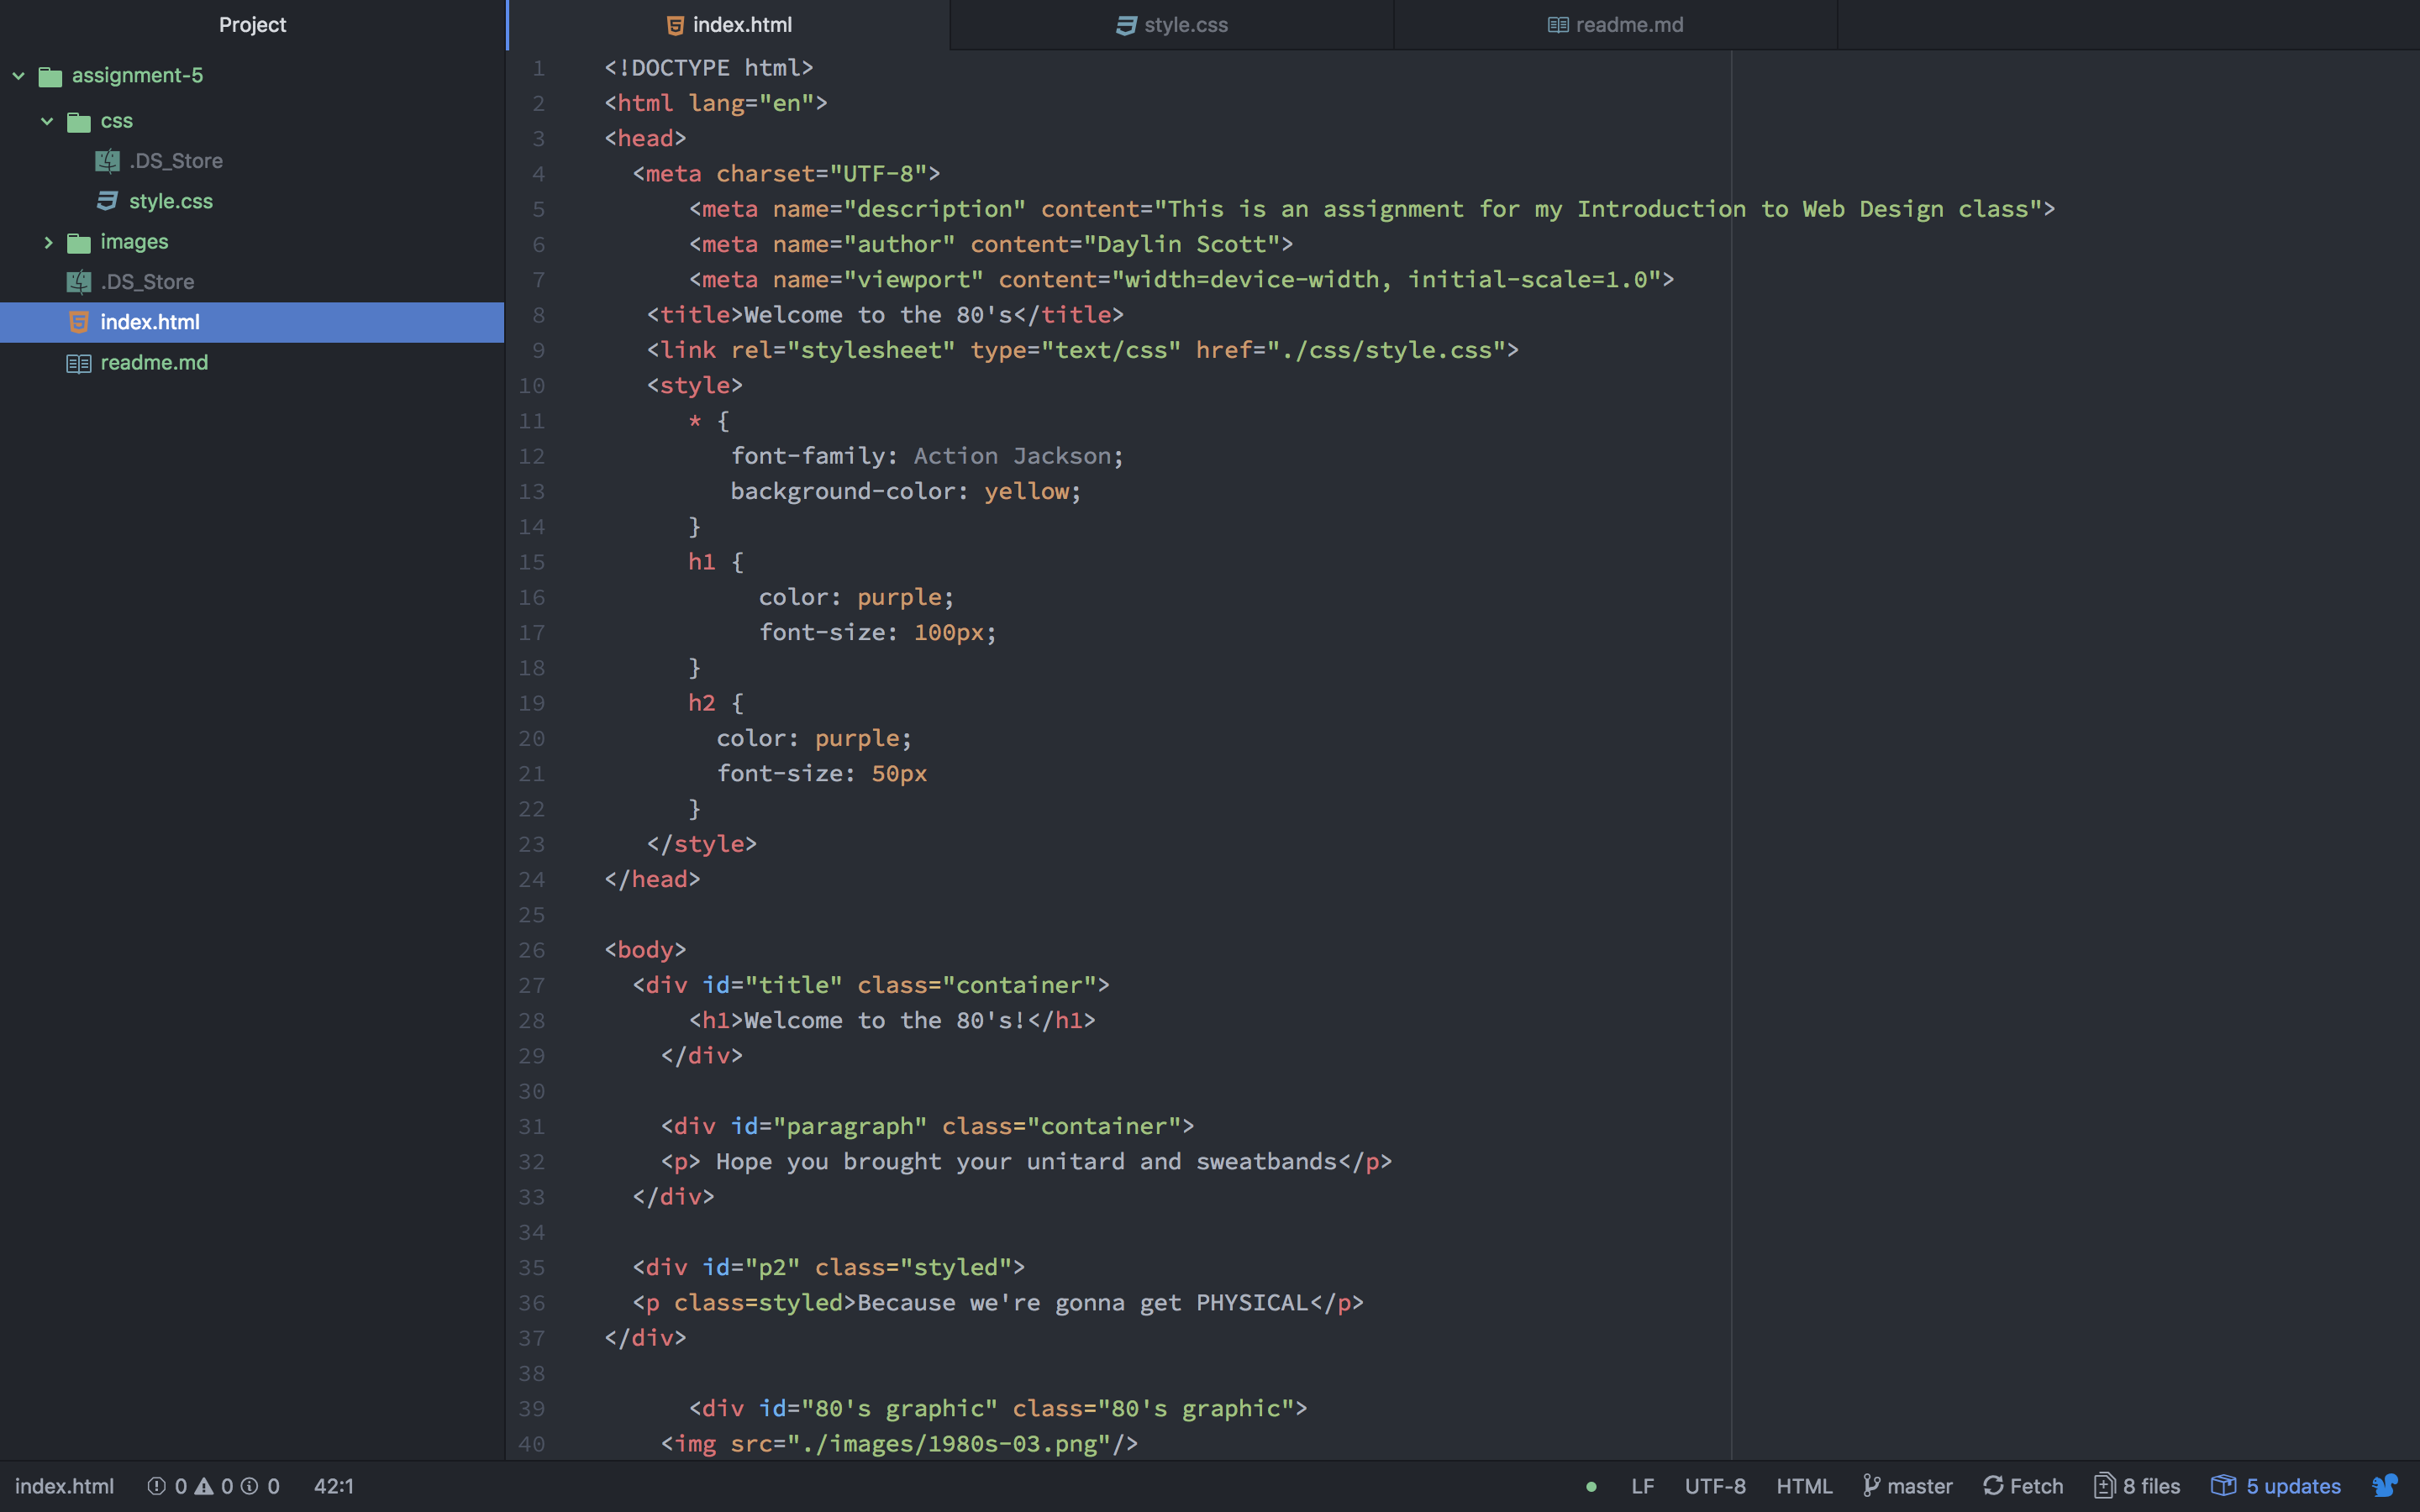 Project
assignment-5
css
.DS_Store
style.css
images
.DS_Store
index.html
readme.md
index.html
style.css
readme.md
1 <!DOCTYPE html>
2 <html lang="en">
3 <head>
4 <meta charset="UTF-8">
5 <meta name="description" content="This is an assignment for my Introduction to Web Design class">
6 <meta name="author" content="Daylin Scott">
7 <meta name="viewport" content="width=device-width, initial-scale=1.0">
8 <title>Welcome to the 80's</title>
9 <link rel="stylesheet" type="text/css" href="./css/style.css">
10 <style>
11 * {
12 font-family: Action Jackson;
13 background-color: yellow;
14 }
15 h1 {
16 color: purple;
17 font-size: 100px;
18 }
19 h2 {
20 color: purple;
21 font-size: 50px
22 }
23 </style>
24 </head>
25
26 <body>
27 <div id="title" class="container">
28 <h1>Welcome to the 80's!</h1>
29 </div>
30
31 <div id="paragraph" class="container">
32 <p> Hope you brought your unitard and sweatbands</p>
33 </div>
34
35 <div id="p2" class="styled">
36 <p class=styled>Because we're gonna get PHYSICAL</p>
37 </div>
38
39 <div id="80's graphic" class="80's graphic">
40 <img src="./images/1980s-03.png"/>
index.html 0 0 0 42:1 LF UTF-8 HTML master Fetch 8 files 5 updates